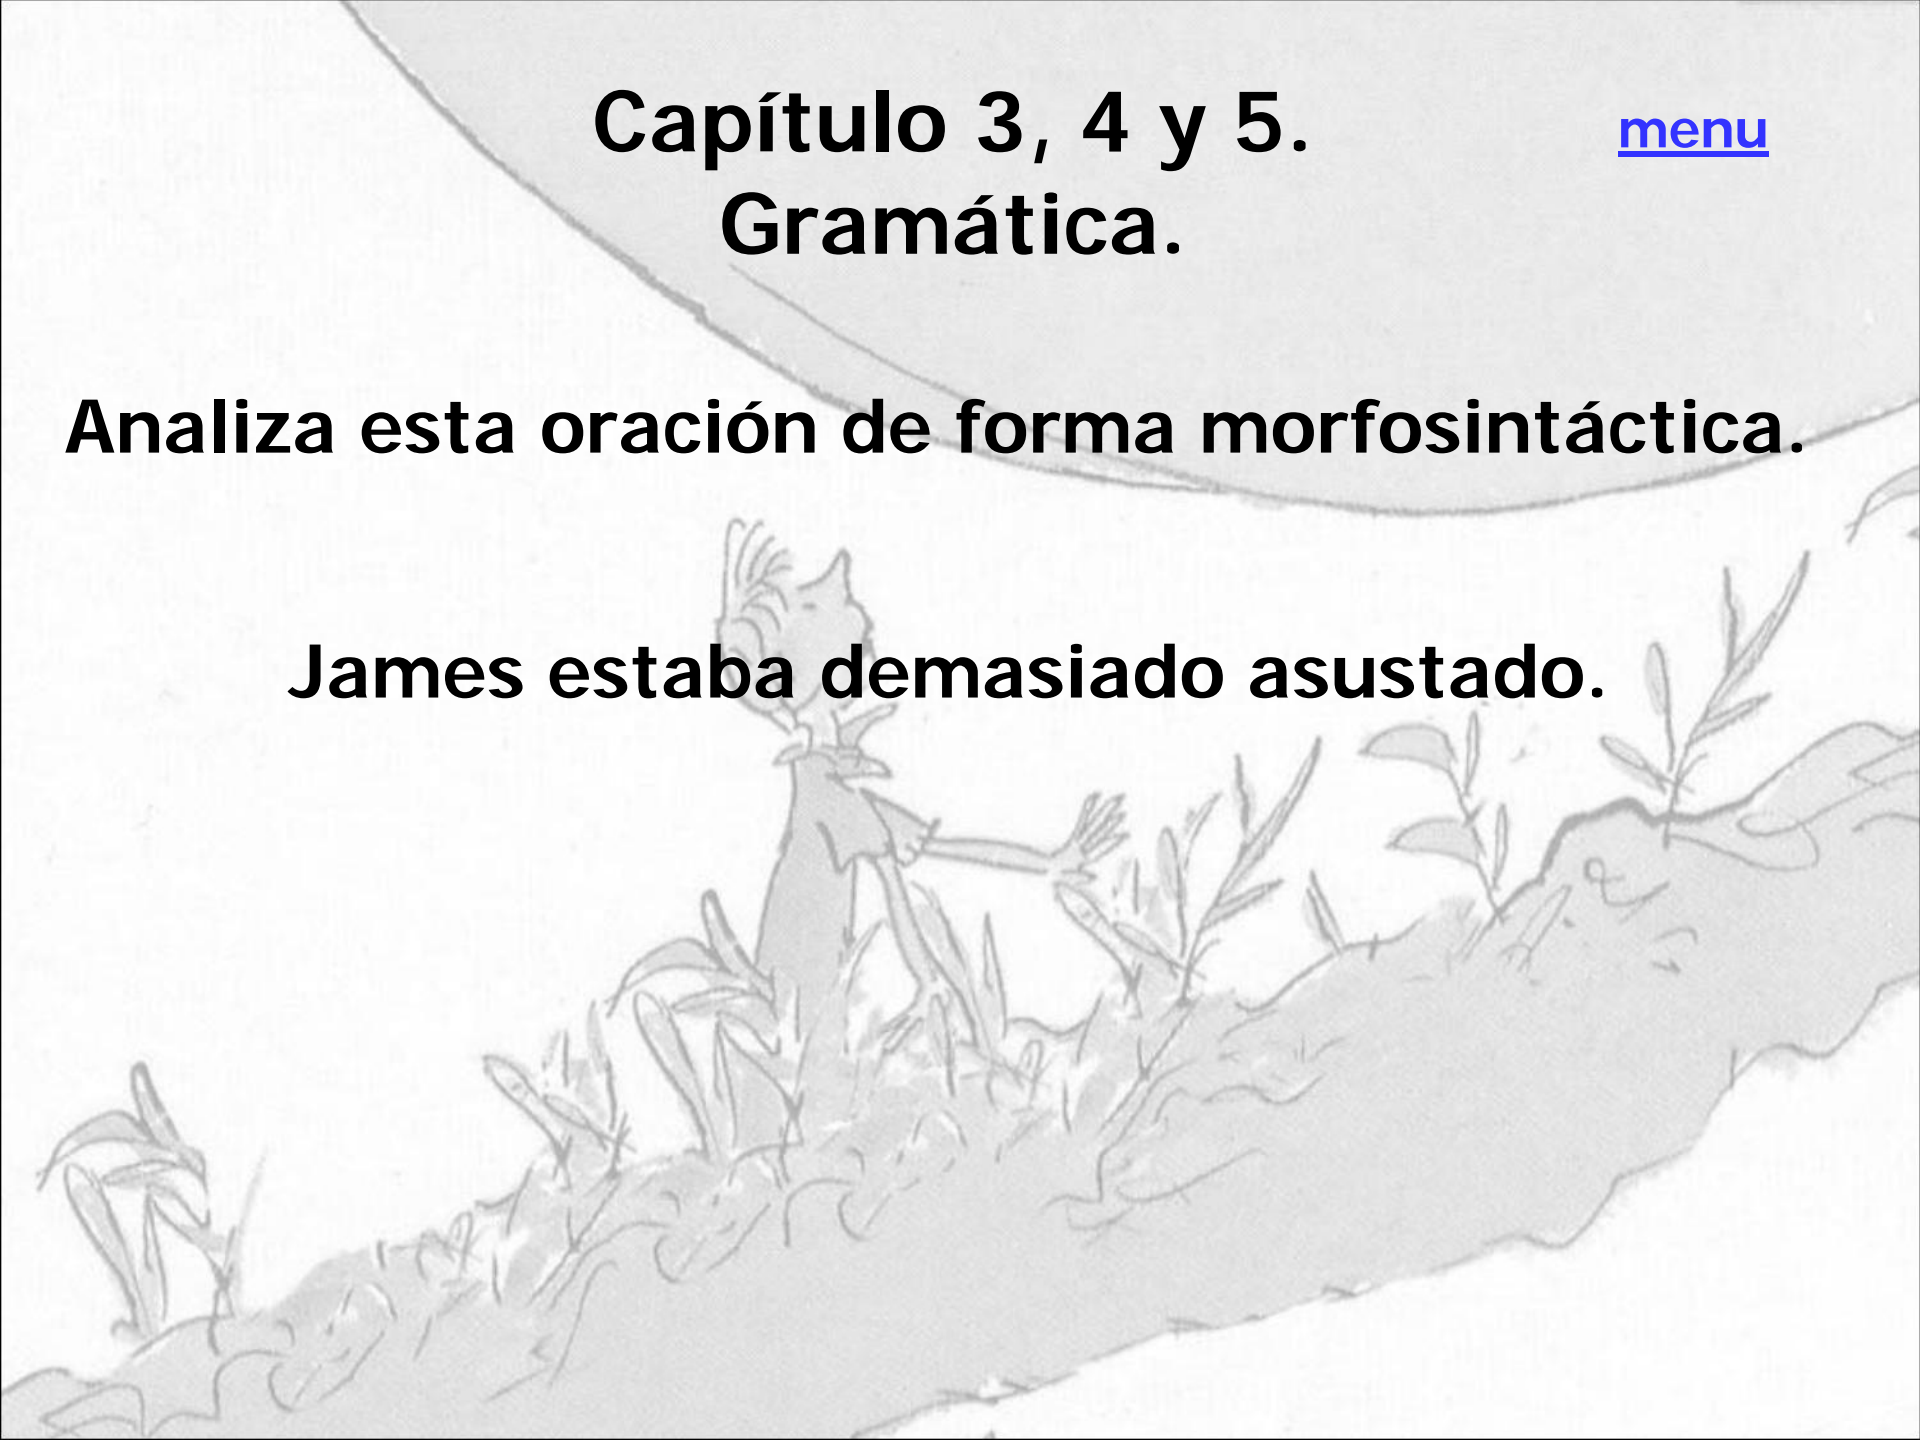 Capítulo 3, 4 y 5.
menu
Gramática.
Analiza esta oración de forma morfosintáctica.
James estaba demasiado asustado.